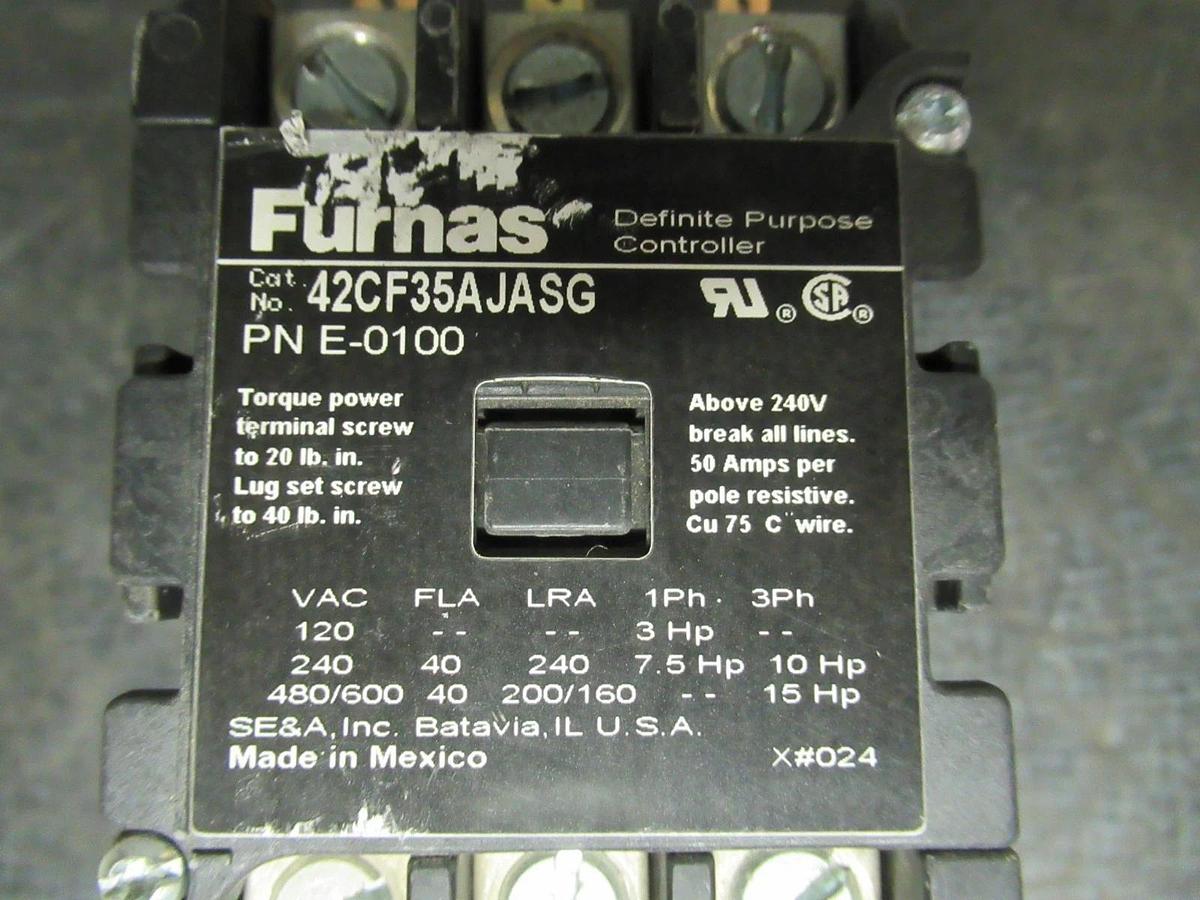 Furnas
Definite Purpose
Controller
Cat.
No. 42CF35AJASG
PN E-0100
Torque power
terminal screw
to 20 lb. in.
Lug set screw
to 40 lb. in.
Above 240V
break all lines.
50 Amps per
pole resistive.
Cu 75 C wire.
VAC FLA LRA 1Ph 3Ph
120 -- -- 3 Hp --
240 40 240 7.5 Hp 10 Hp
480/600 40 200/160 -- 15 Hp
SE&A, Inc. Batavia, IL U.S.A.
Made in Mexico X#024